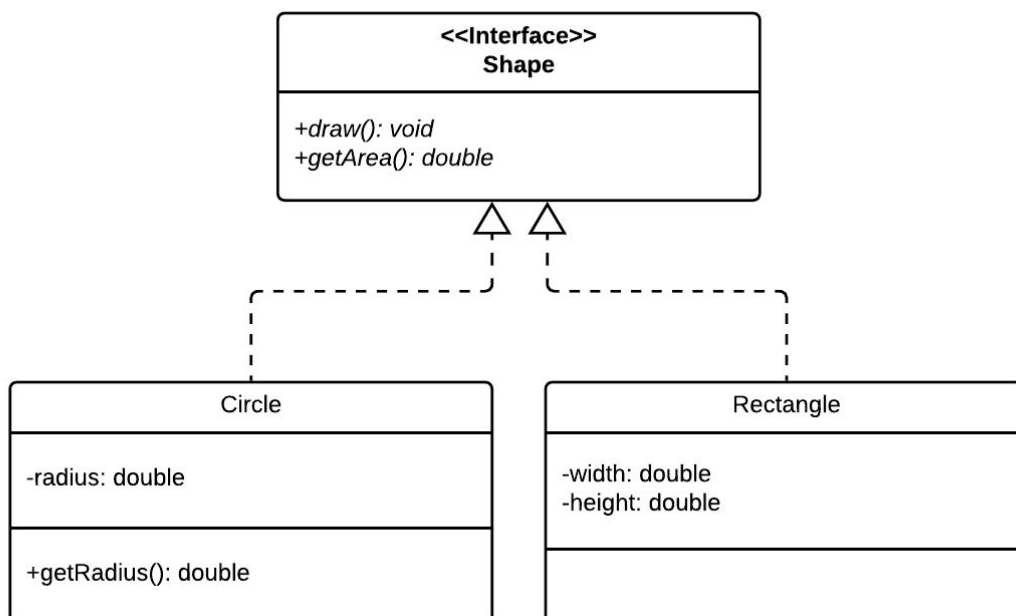 <<Interface>>
Shape
+draw(): void
+getArea(): double
Circle
-radius: double
+getRadius(): double
Rectangle
-width: double
-height: double